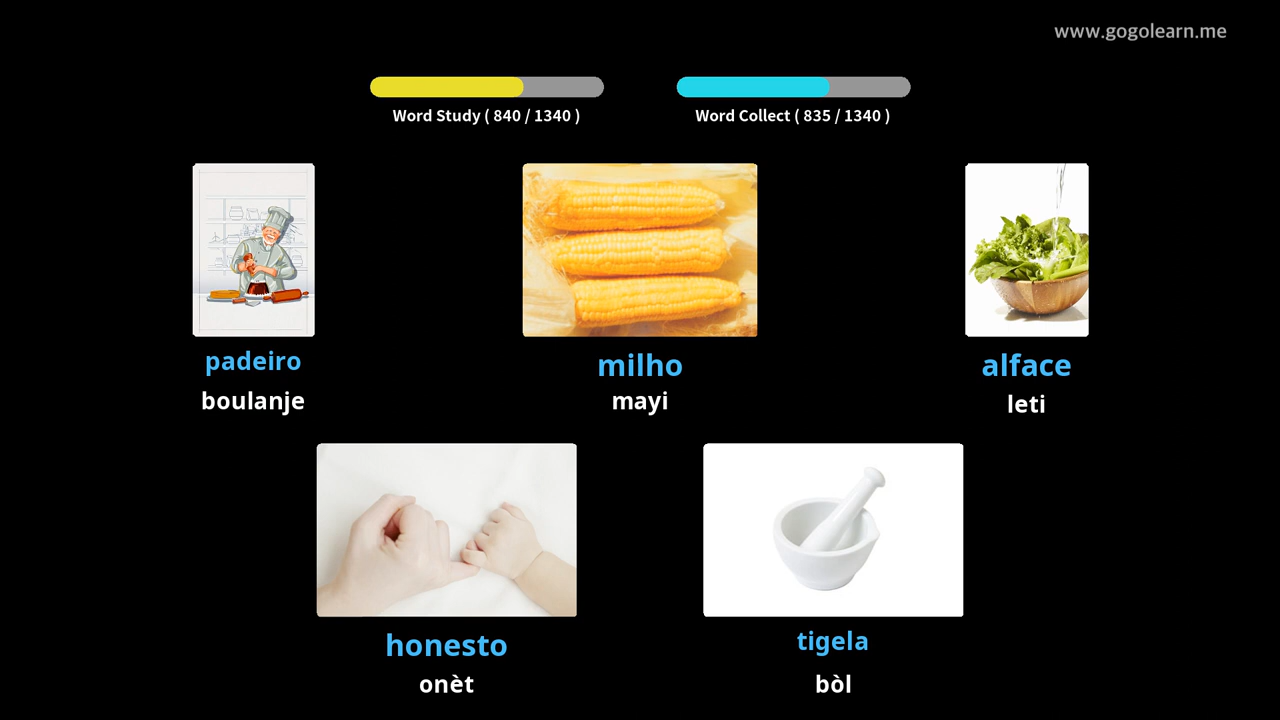 www.gogolearn.me
Word Study ( 840 / 1340 )
Word Collect ( 835 / 1340 )
padeiro
boulanje
milho
mayi
alface
leti
honesto
onèt
tigela
bòl